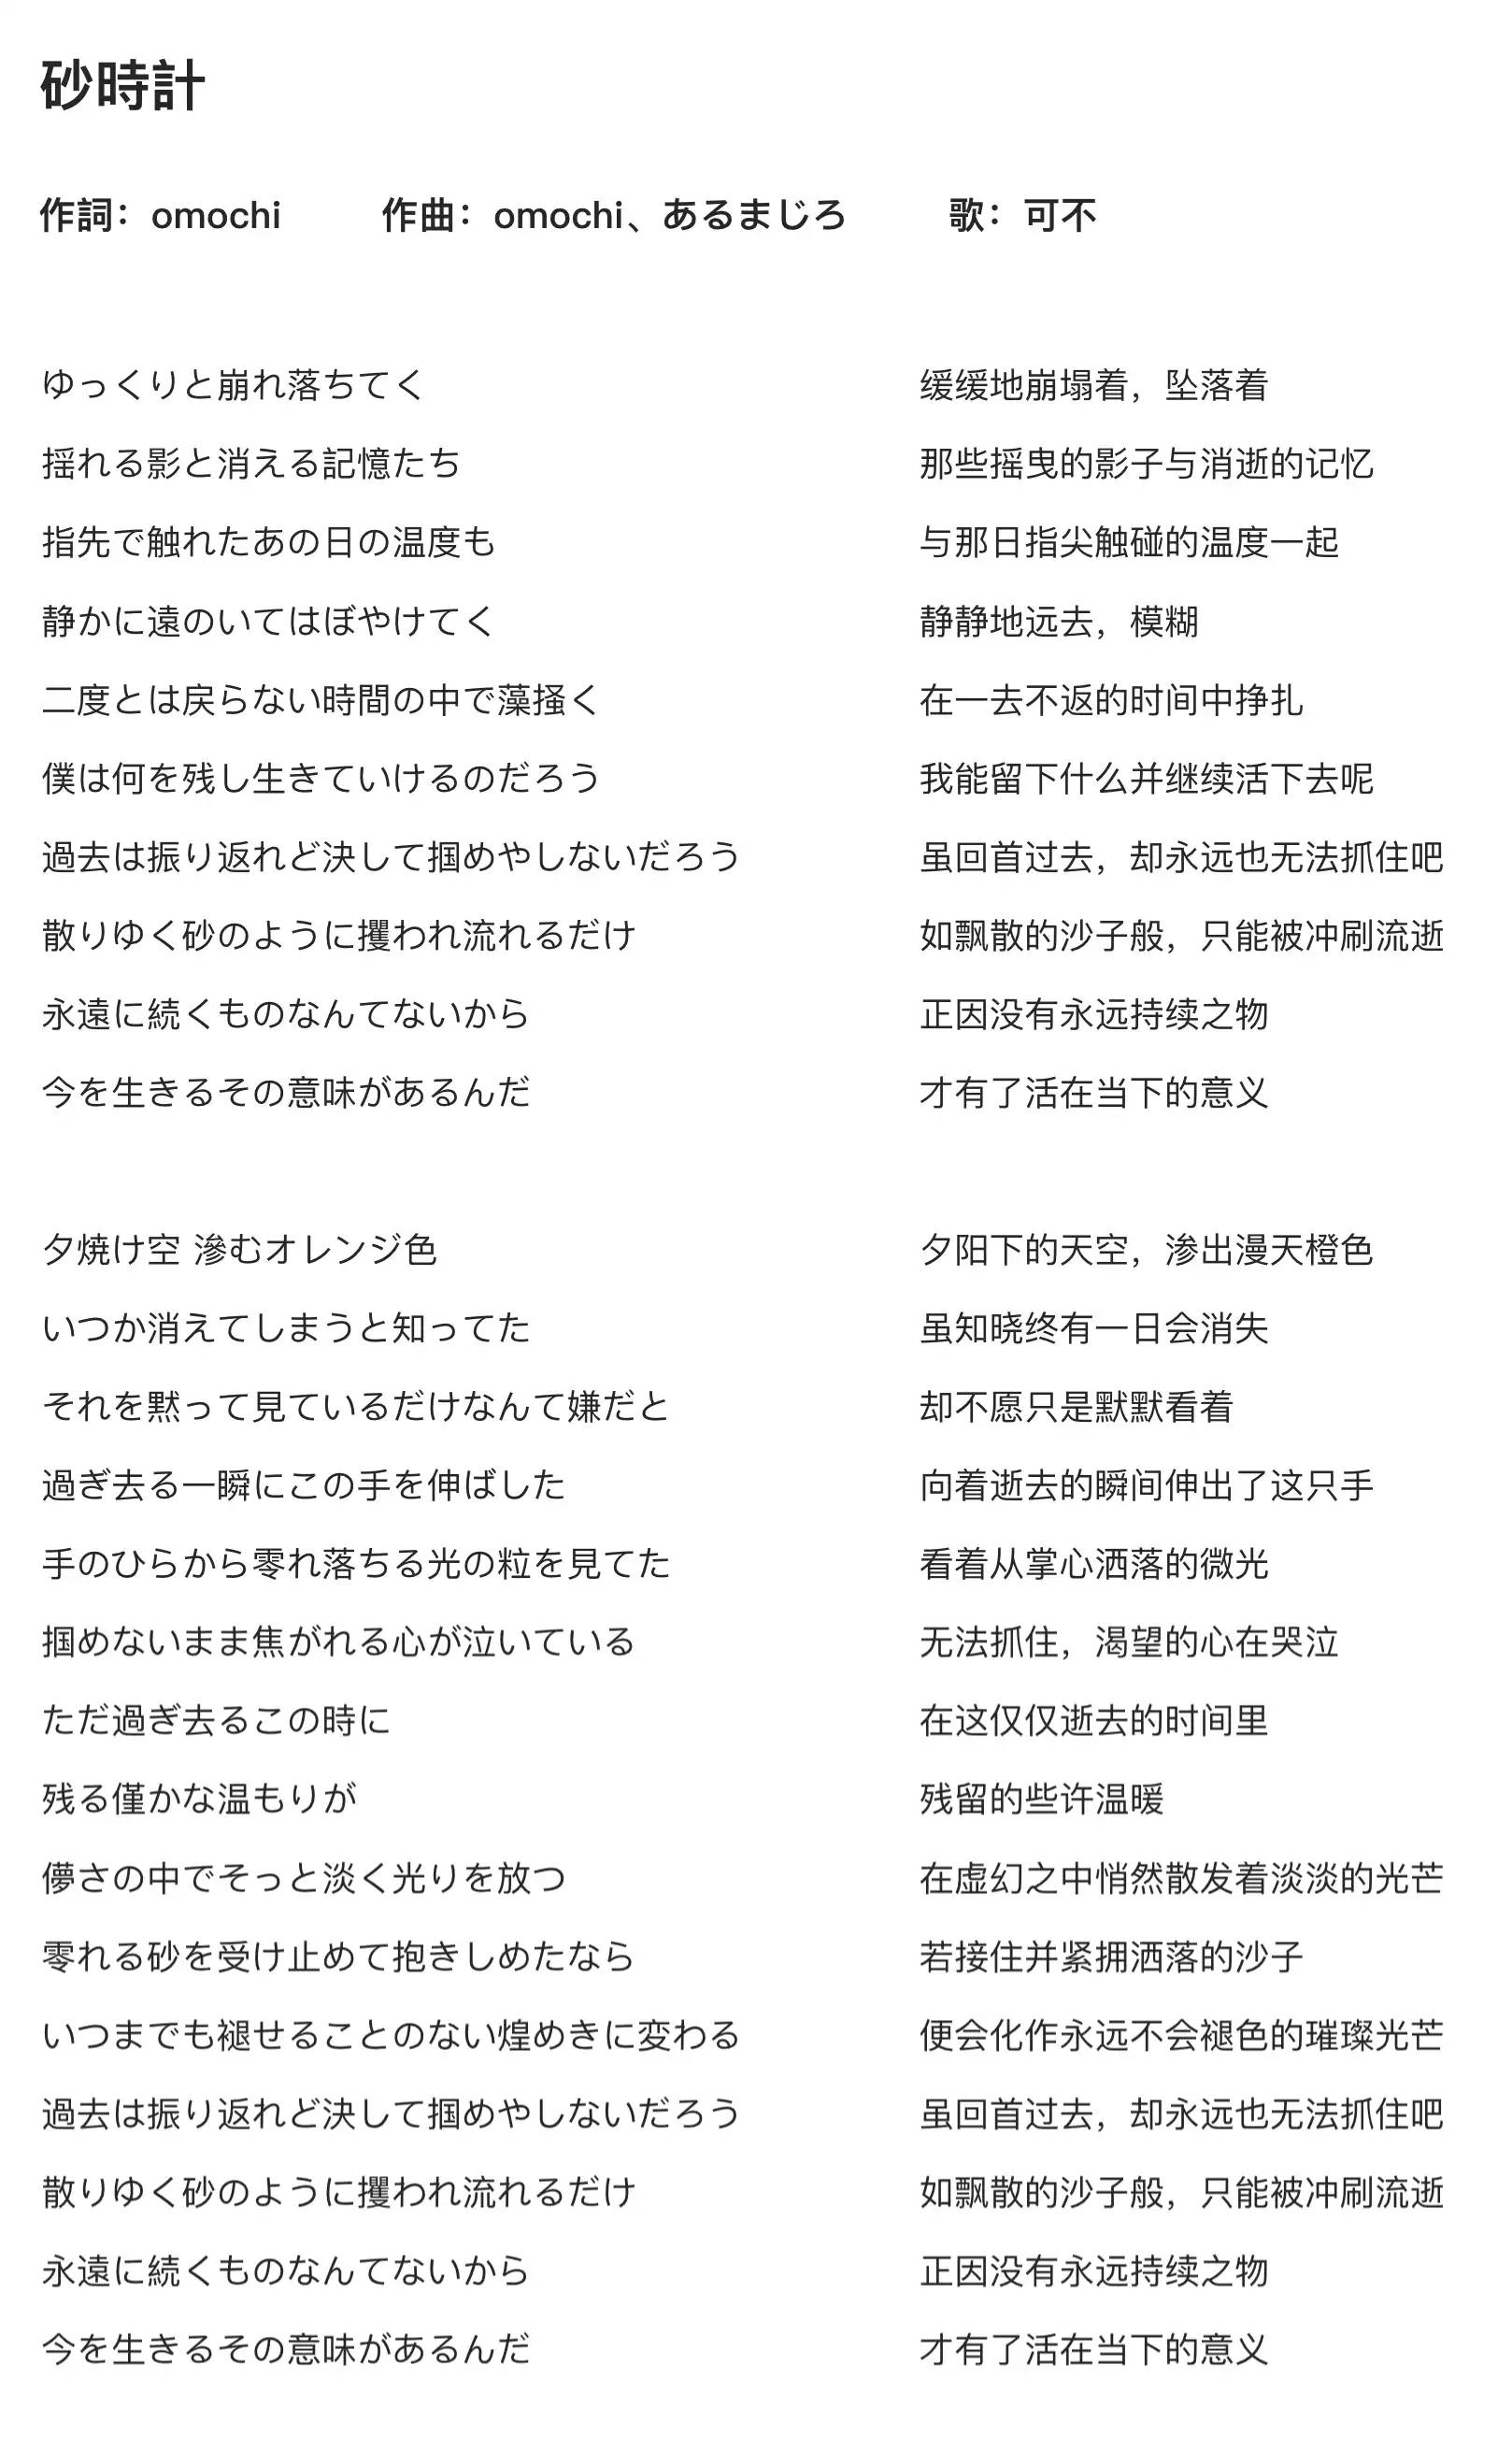 砂時計
作詞：omochi 作曲：omochi、あるまじろ 歌：可不
ゆっくりと崩れ落ちてく 缓缓地崩塌着，坠落着
揺れる影と消える記憶たち 那些摇曳的影子与消逝的记忆
指先で触れたあの日の温度も 与那日指尖触碰的温度一起
静かに遠のいてはぼやけてく 静静地远去，模糊
二度とは戻らない時間の中で藻掻く 在一去不返的时间中挣扎
僕は何を残し生きていけるのだろう 我能留下什么并继续活下去呢
過去は振り返れど決して掴めやしないだろう 虽回首过去，却永远也无法抓住吧
散りゆく砂のように攫われ流れるだけ 如飘散的沙子般，只能被冲刷流逝
永遠に続くものなんてないから 正因没有永远持续之物
今を生きるその意味があるんだ 才有了活在当下的意义
夕焼け空 滲むオレンジ色 夕阳下的天空，渗出漫天橙色
いつか消えてしまうと知ってた 虽知晓终有一日会消失
それを黙って見ているだけなんて嫌だと 却不愿只是默默看着
過ぎ去る一瞬にこの手を伸ばした 向着逝去的瞬间伸出了这只手
手のひらから零れ落ちる光の粒を見てた 看着从掌心洒落的微光
掴めないまま焦がれる心が泣いている 无法抓住，渴望的心在哭泣
ただ過ぎ去るこの時に 在这仅仅逝去的时间里
残る僅かな温もりが 残留的些许温暖
儚さの中でそっと淡く光りを放つ 在虚幻之中悄然散发着淡淡的光芒
零れる砂を受け止めて抱きしめたなら 若接住并紧拥洒落的沙子
いつまでも褪せることのない煌めきに変わる 便会化作永远不会褪色的璀璨光芒
過去は振り返れど決して掴めやしないだろう 虽回首过去，却永远也无法抓住吧
散りゆく砂のように攫われ流れるだけ 如飘散的沙子般，只能被冲刷流逝
永遠に続くものなんてないから 正因没有永远持续之物
今を生きるその意味があるんだ 才有了活在当下的意义